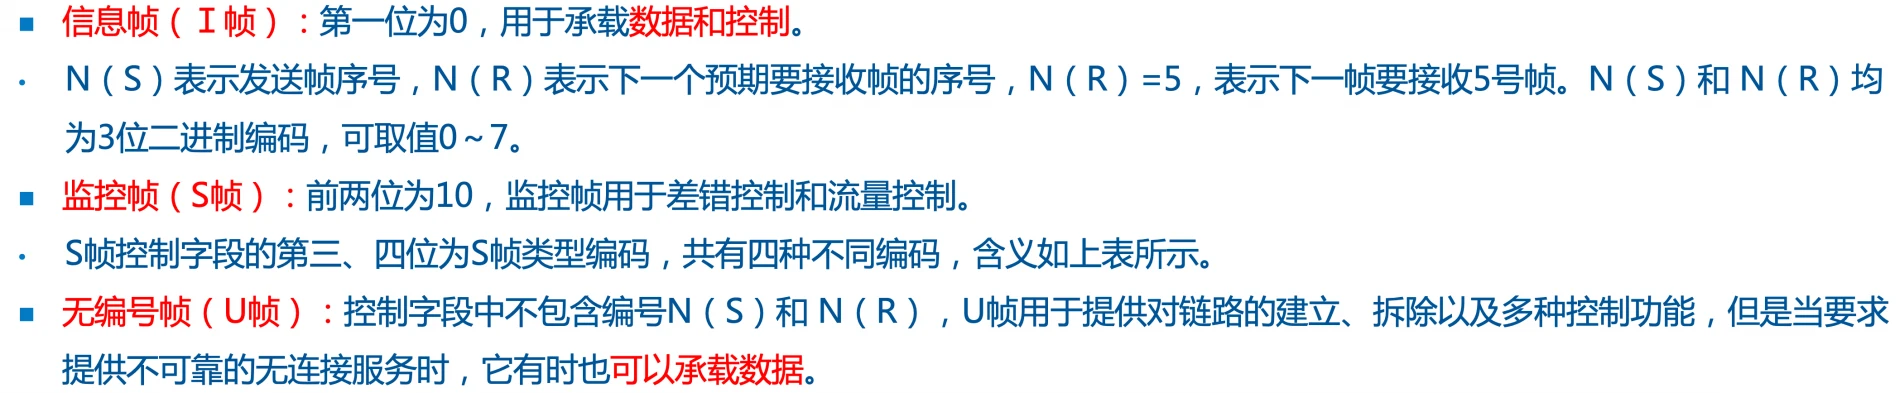 ■ 信息帧（Ｉ帧）：第一位为0，用于承载数据和控制。
• N（S）表示发送帧序号，N（R）表示下一个预期要接收帧的序号，N（R）=5，表示下一帧要接收5号帧。N（S）和 N（R）均
为3位二进制编码，可取值0～7。
■ 监控帧（S帧）：前两位为10，监控帧用于差错控制和流量控制。
• S帧控制字段的第三、四位为S帧类型编码，共有四种不同编码，含义如上表所示。
■ 无编号帧（U帧）：控制字段中不包含编号N（S）和 N（R），U帧用于提供对链路的建立、拆除以及多种控制功能，但是当要求
提供不可靠的无连接服务时，它有时也可以承载数据。